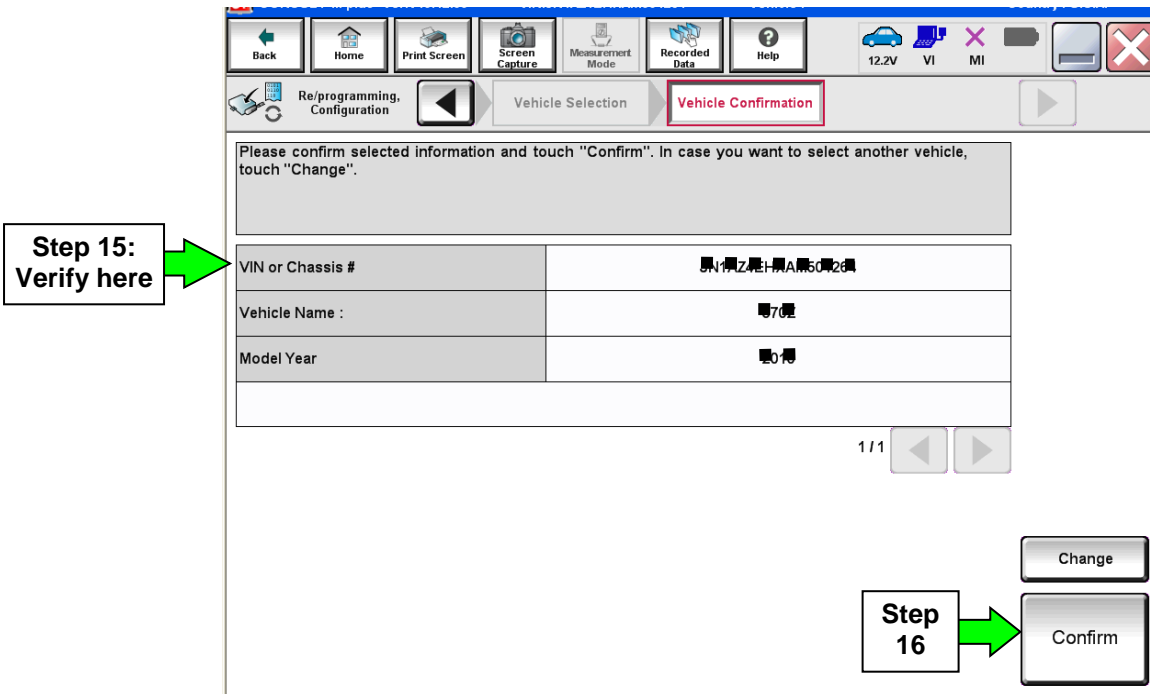 Back
Home
Print Screen
Screen
Capture
Measurement
Mode
Recorded
Data
Help
12.2V
VI
MI
Re/programming,
Configuration
Vehicle Selection
Vehicle Confirmation
Please confirm selected information and touch "Confirm". In case you want to select another vehicle,
touch "Change".
Step 15:
Verify here
VIN or Chassis #
Vehicle Name :
Model Year
1/1
Change
Step
16
Confirm